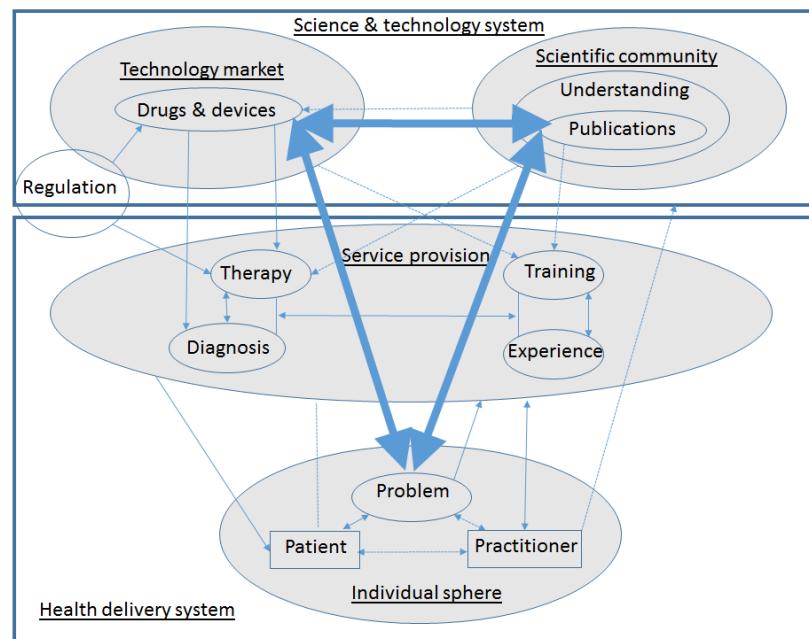 Science & technology system
Technology market
Scientific community
Drugs & devices
Understanding
Publications
Regulation
Service provision
Therapy
Training
Diagnosis
Experience
Problem
Patient
Practitioner
Individual sphere
Health delivery system